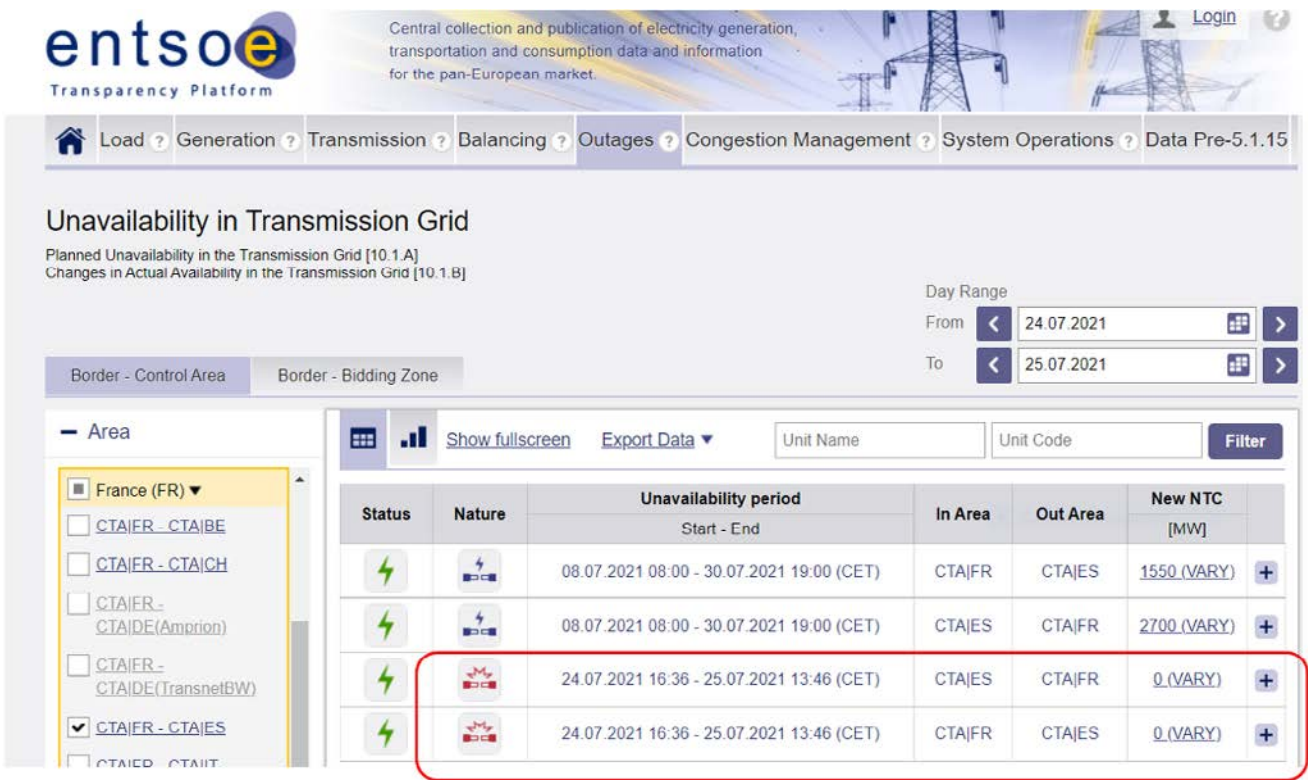 entsoe
Transparency Platform
Central collection and publication of electricity generation,
transportation and consumption data and information
for the pan-European market.
Login
?
Load ? Generation ? Transmission ? Balancing ? Outages ? Congestion Management ? System Operations ? Data Pre-5.1.15
Unavailability in Transmission Grid
Planned Unavailability in the Transmission Grid [10.1.A]
Changes in Actual Availability in the Transmission Grid [10.1.B]
Day Range
From 24.07.2021
To 25.07.2021
Border - Control Area Border - Bidding Zone
Area
Show fullscreen Export Data ▼ Unit Name Unit Code Filter
France (FR) ▼
CTA|FR - CTA|BE
CTA|FR - CTA|CH
CTA|FR -
CTA|DE(Amprion)
CTA|FR -
CTA|DE(TransnetBW)
CTA|FR - CTA|ES
CTA|FR - CTA|IT
Status Nature Unavailability period In Area Out Area New NTC
Start - End [MW]
08.07.2021 08:00 - 30.07.2021 19:00 (CET) CTA|FR CTA|ES 1550 (VARY) +
08.07.2021 08:00 - 30.07.2021 19:00 (CET) CTA|ES CTA|FR 2700 (VARY) +
24.07.2021 16:36 - 25.07.2021 13:46 (CET) CTA|ES CTA|FR 0 (VARY) +
24.07.2021 16:36 - 25.07.2021 13:46 (CET) CTA|FR CTA|ES 0 (VARY) +